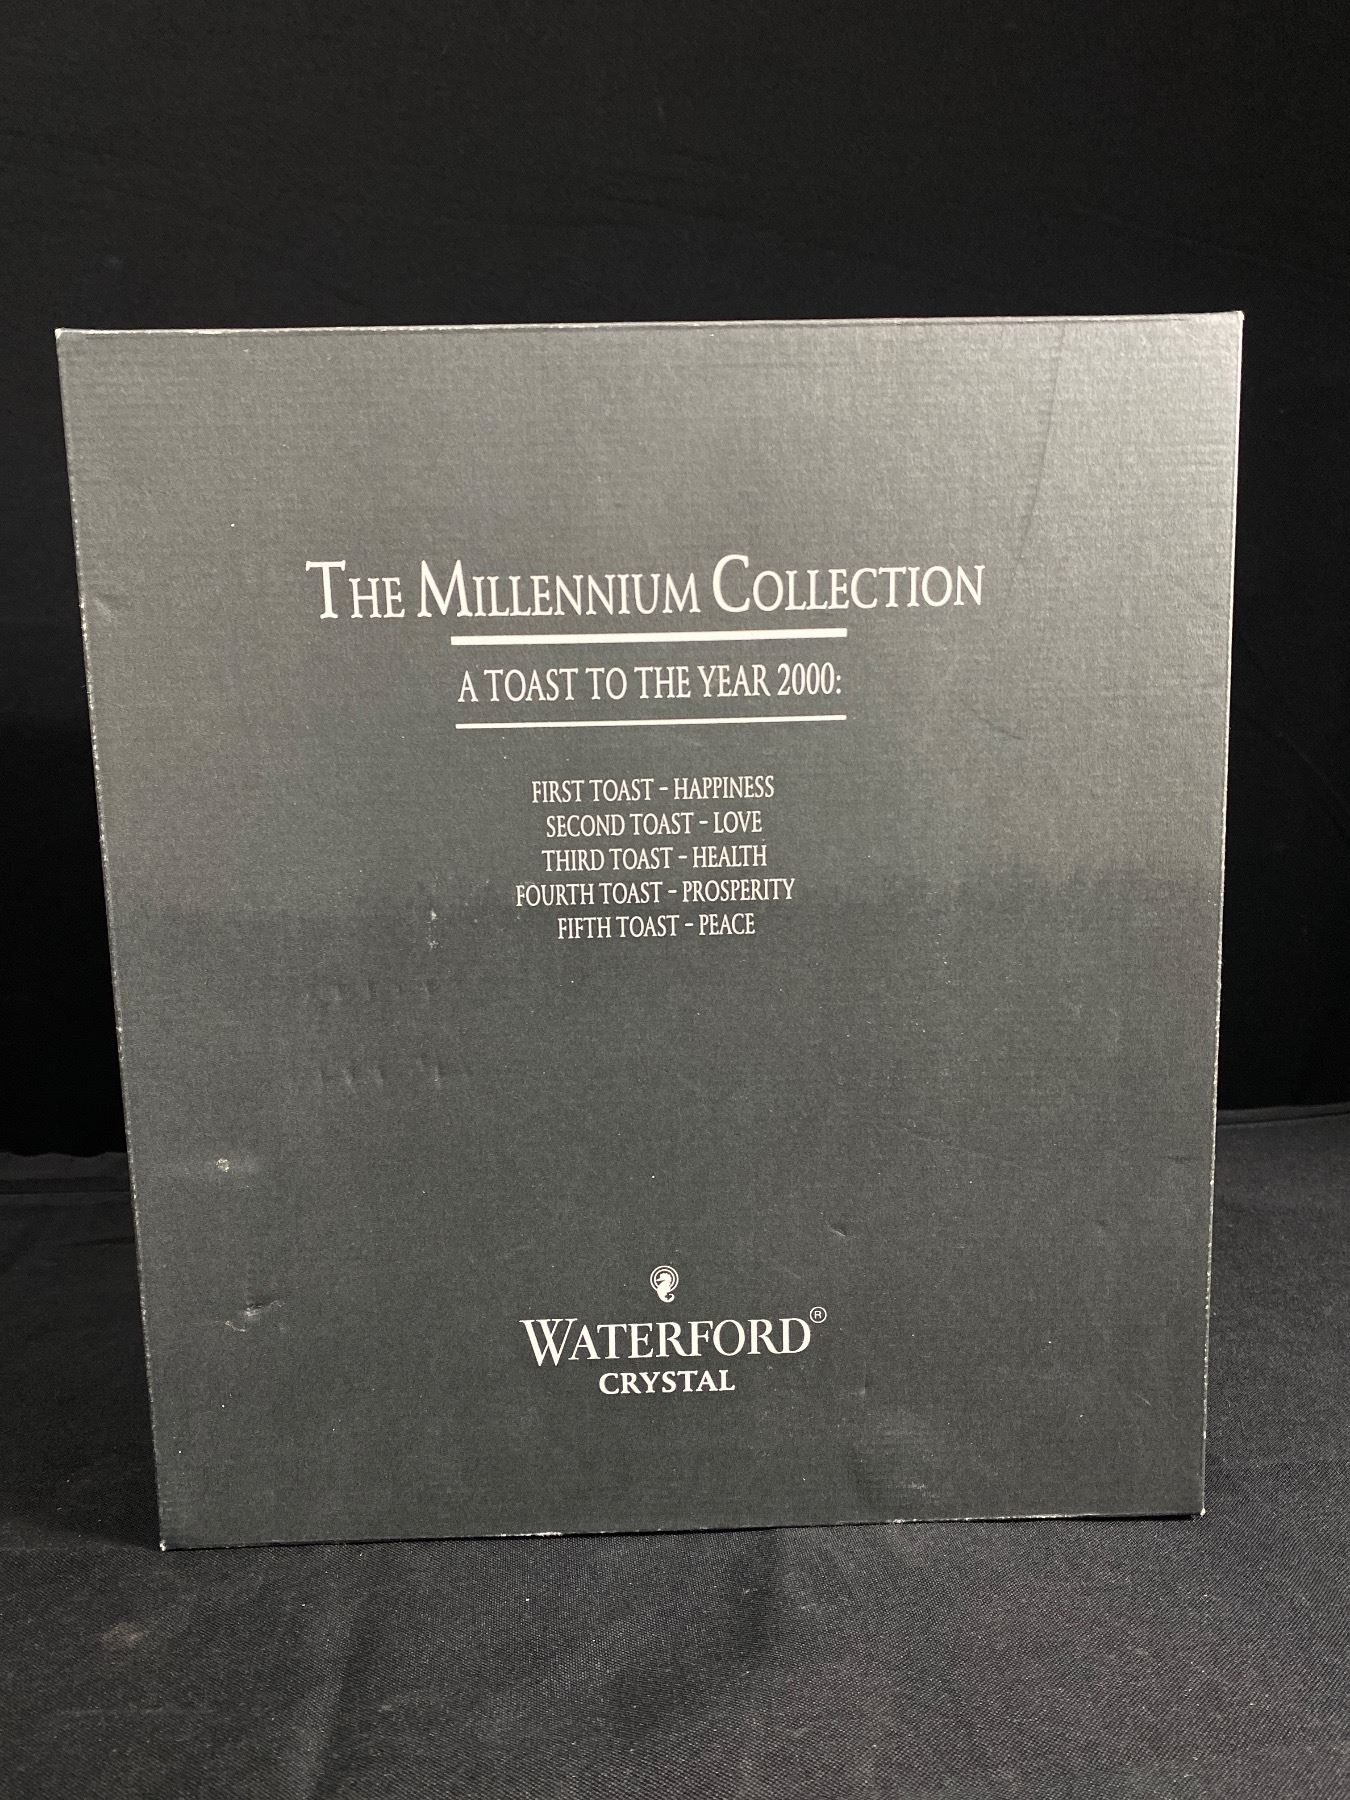 THE MILLENNIUM COLLECTION
A TOAST TO THE YEAR 2000:
FIRST TOAST - HAPPINESS
SECOND TOAST - LOVE
THIRD TOAST - HEALTH
FOURTH TOAST - PROSPERITY
FIFTH TOAST - PEACE
WATERFORD®
CRYSTAL